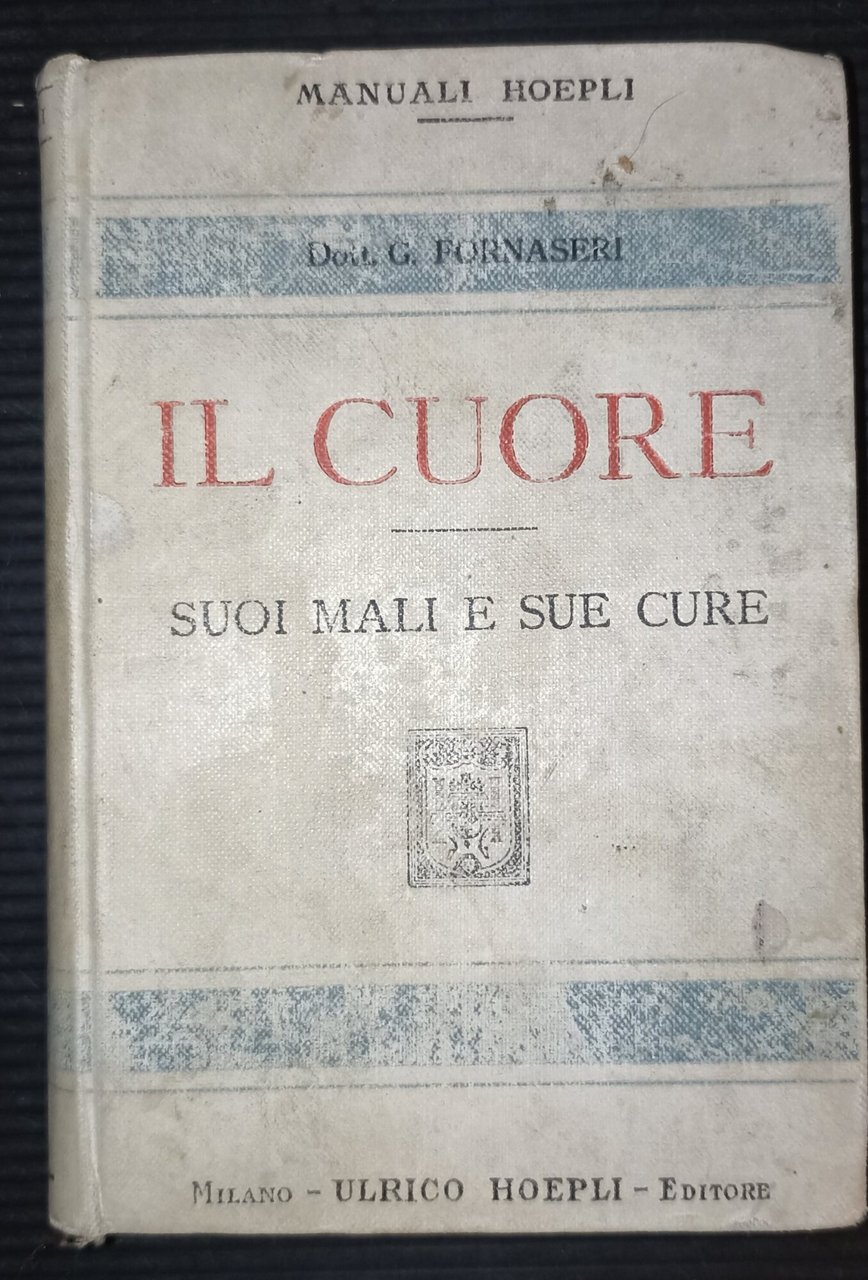 MANUALI HOEPLI
Dott. G. FORNASERI
IL CUORE
SUOI MALI E SUE CURE
MILANO - ULRICO HOEPLI - EDITORE